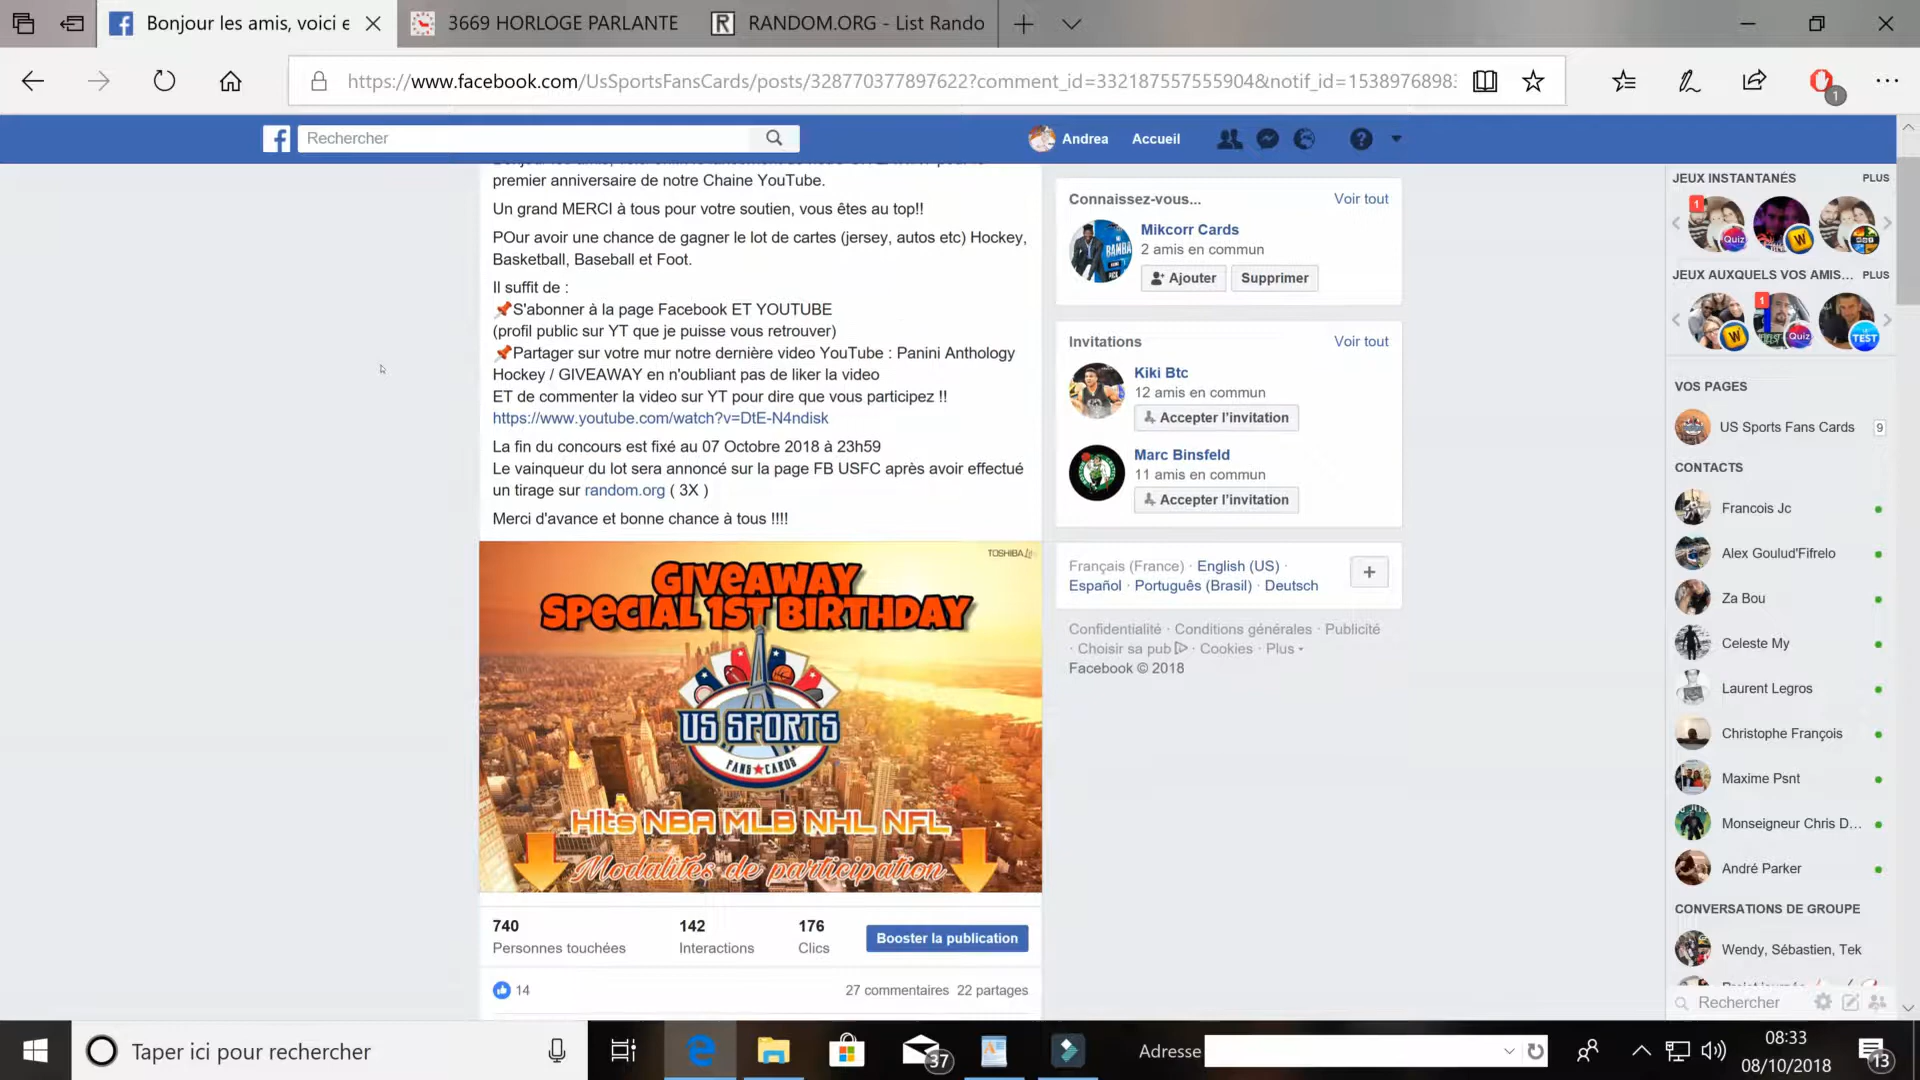 Bonjour les amis, voici e
3669 HORLOGE PARLANTE
RANDOM.ORG - List Rando
https://www.facebook.com/UsSportsFansCards/posts/328770377897622?comment_id=332187557555904&notif_id=1538976898
1
Rechercher
Andrea
Accueil
premier anniversaire de notre Chaine YouTube.
Un grand MERCI à tous pour votre soutien, vous êtes au top!!
POur avoir une chance de gagner le lot de cartes (jersey, autos etc) Hockey,
Basketball, Baseball et Foot.
Il suffit de :
📌S'abonner à la page Facebook ET YOUTUBE
(profil public sur YT que je puisse vous retrouver)
📌Partager sur votre mur notre dernière video YouTube : Panini Anthology
Hockey / GIVEAWAY en n'oubliant pas de liker la video
ET de commenter la video sur YT pour dire que vous participez !!
https://www.youtube.com/watch?v=DtE-N4ndisk
La fin du concours est fixé au 07 Octobre 2018 à 23h59
Le vainqueur du lot sera annoncé sur la page FB USFC après avoir effectué
un tirage sur random.org ( 3X )
Merci d'avance et bonne chance à tous !!!!
TOSHIBA
GIVEAWAY
SPECIAL 1ST BIRTHDAY
US SPORTS
FANS★CARDS
Hits NBA MLB NHL NFL
Modalités de participation
740
Personnes touchées
142
Interactions
176
Clics
Booster la publication
14
27 commentaires 22 partages
Connaissez-vous...
Voir tout
Mikcorr Cards
2 amis en commun
Ajouter
Supprimer
Invitations
Voir tout
Kiki Btc
12 amis en commun
Accepter l'invitation
Marc Binsfeld
11 amis en commun
Accepter l'invitation
Français (France) · English (US) ·
Español · Português (Brasil) · Deutsch
Confidentialité · Conditions générales · Publicité
· Choisir sa pub · Cookies · Plus
Facebook © 2018
JEUX INSTANTANÉS
PLUS
1
Quiz
W
JEUX AUXQUELS VOS AMIS...
PLUS
W
1
Quiz
TEST
VOS PAGES
US Sports Fans Cards
9
CONTACTS
Francois Jc
Alex Goulud'Fifrelo
Za Bou
Celeste My
Laurent Legros
Christophe François
Maxime Psnt
Monseigneur Chris D...
André Parker
CONVERSATIONS DE GROUPE
Wendy, Sébastien, Tek
Rechercher
Taper ici pour rechercher
37
Adresse
08:33
08/10/2018
13